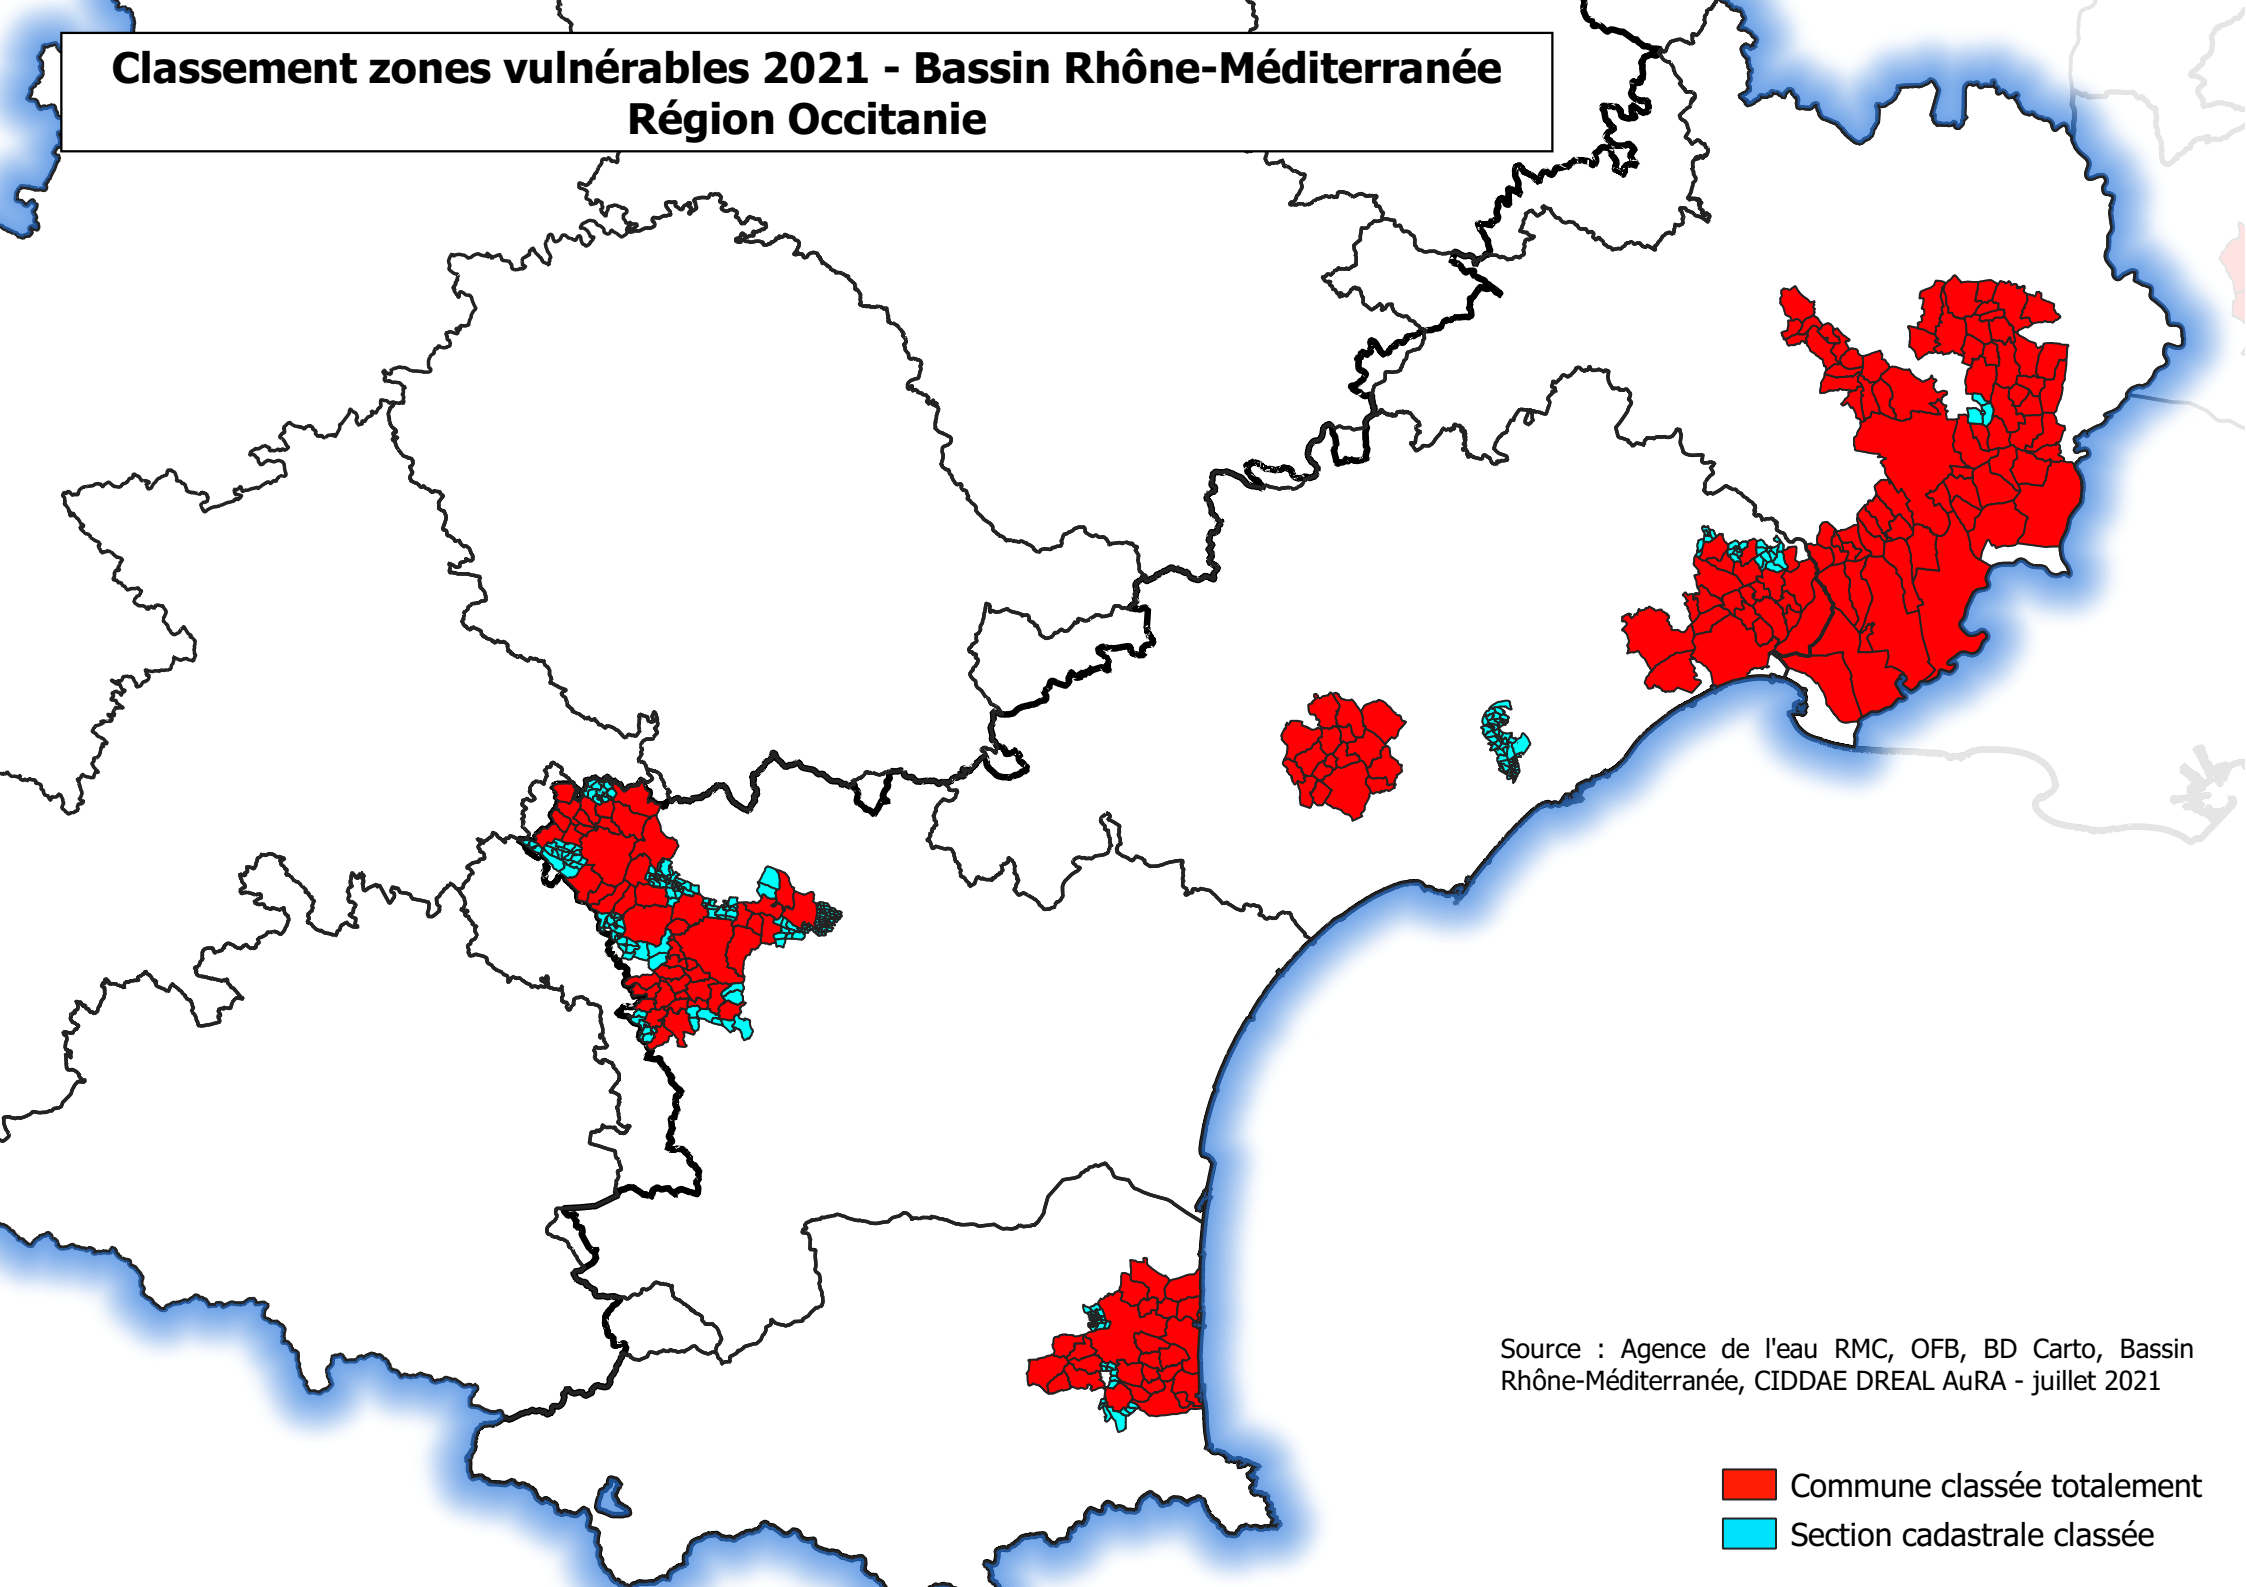 Classement zones vulnérables 2021 - Bassin Rhône-Méditerranée
Région Occitanie
Source : Agence de l'eau RMC, OFB, BD Carto, Bassin
Rhône-Méditerranée, CIDDAE DREAL AuRA - juillet 2021
Commune classée totalement
Section cadastrale classée